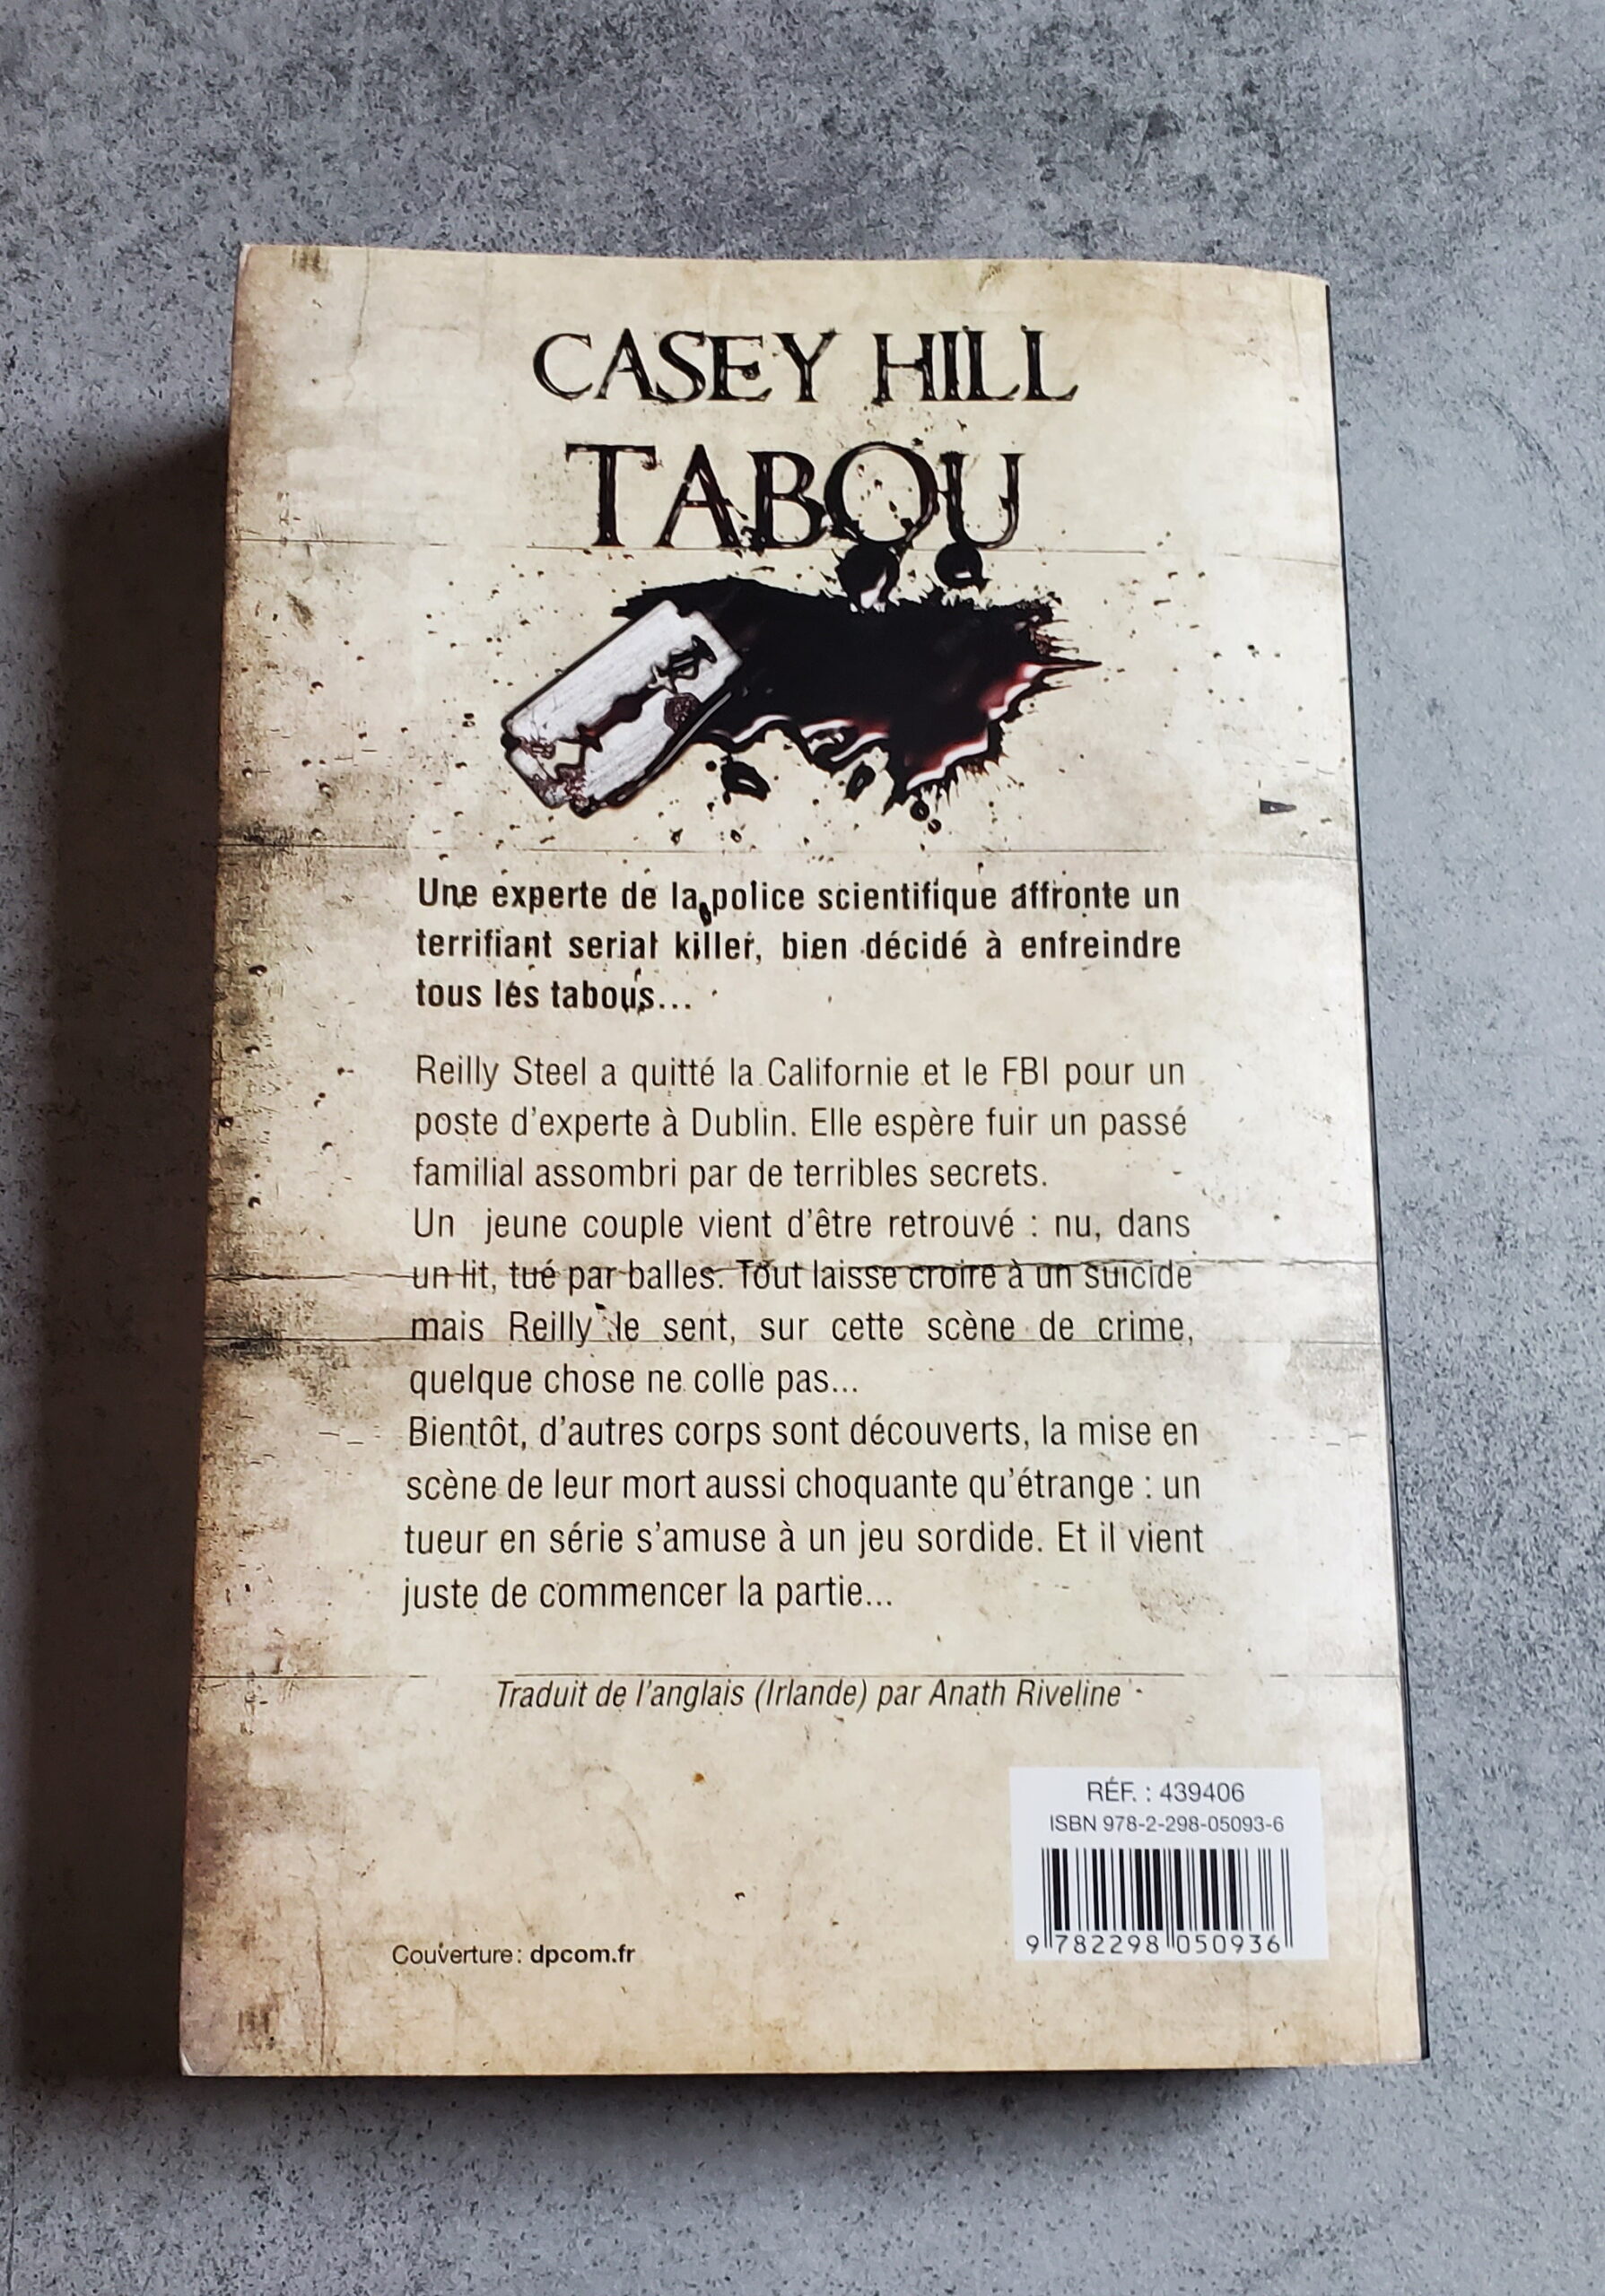 CASEY HILL
TABOU
Une experte de la police scientifique affronte un
terrifiant serial killer, bien décidé à enfreindre
tous les tabous...
Reilly Steel a quitté la Californie et le FBI pour un
poste d'experte à Dublin. Elle espère fuir un passé
familial assombri par de terribles secrets.
Un jeune couple vient d'être retrouvé : nu, dans
un lit, tué par balles. Tout laisse croire à un suicide
mais Reilly le sent, sur cette scène de crime,
quelque chose ne colle pas...
Bientôt, d'autres corps sont découverts, la mise en
scène de leur mort aussi choquante qu'étrange : un
tueur en série s'amuse à un jeu sordide. Et il vient
juste de commencer la partie...
Traduit de l'anglais (Irlande) par Anath Riveline
RÉF. : 439406
ISBN 978-2-298-05093-6
9 782298 050936
Couverture : dpcom.fr